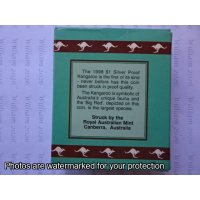 The 1998 $1 Silver Proof
Kangaroo is the first of its kind
- never before has this coin
been struck in proof quality.
The Kangaroo is symbolic of
Australia's unique fauna and
the 'Big Red', depicted on this
coin, is the largest species.
Struck by the
Royal Australian Mint
Canberra, Australia
Photos are watermarked for your protection